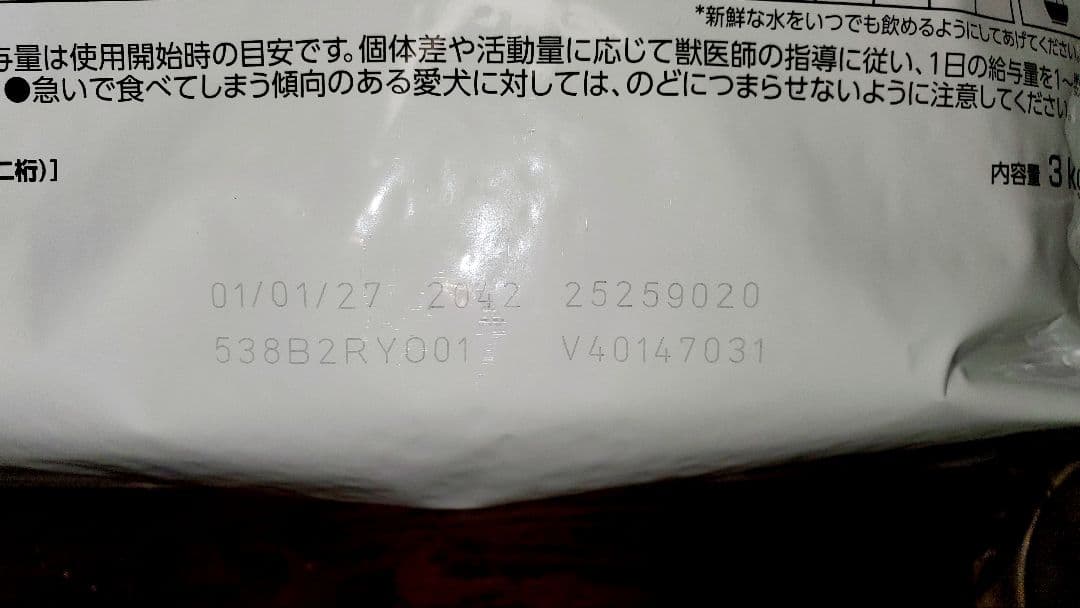 *新鮮な水をいつでも飲めるようにしてあげてください。
与量は使用開始時の目安です。個体差や活動量に応じて獣医師の指導に従い、1日の給与量を1〜
●急いで食べてしまう傾向のある愛犬に対しては、のどにつまらせないように注意してください。
二桁)]
内容量 3 kg
01/01/27 2042 25259020
538B2RYO01 V40147031